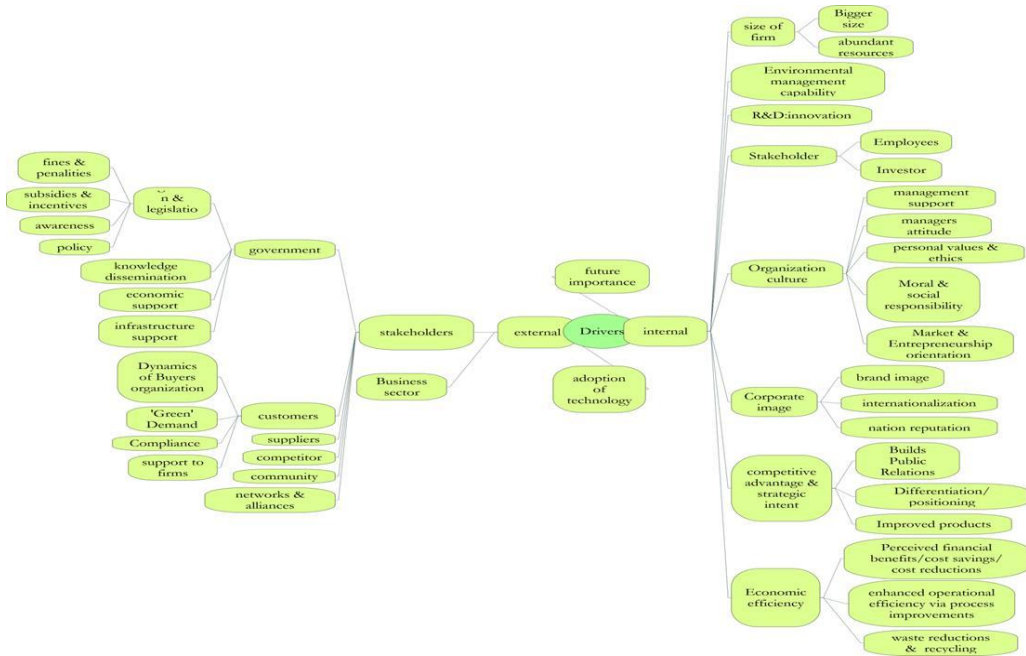 fines &
penalities
subsidies &
incentives
awareness
policy
n &
legislatio
knowledge
dissemination
economic
support
infrastructure
support
government
Dynamics
of Buyers
organization
'Green'
Demand
Compliance
support to
firms
customers
suppliers
competitor
community
networks &
alliances
stakeholders
Business
sector
external
future
importance
Drivers
adoption
of
technology
internal
size of
firm
Bigger
size
abundant
resources
Environmental
management
capability
R&D:innovation
Stakeholder
Employees
Investor
Organization
culture
management
support
managers
attitude
personal values &
ethics
Moral &
social
responsibility
Market &
Entrepreneurship
orientation
Corporate
image
brand image
internationalization
nation reputation
competitive
advantage &
strategic
intent
Builds
Public
Relations
Differentiation/
positioning
Improved products
Economic
efficiency
Perceived financial
benefits/cost savings/
cost reductions
enhanced operational
efficiency via process
improvements
waste reductions
& recycling